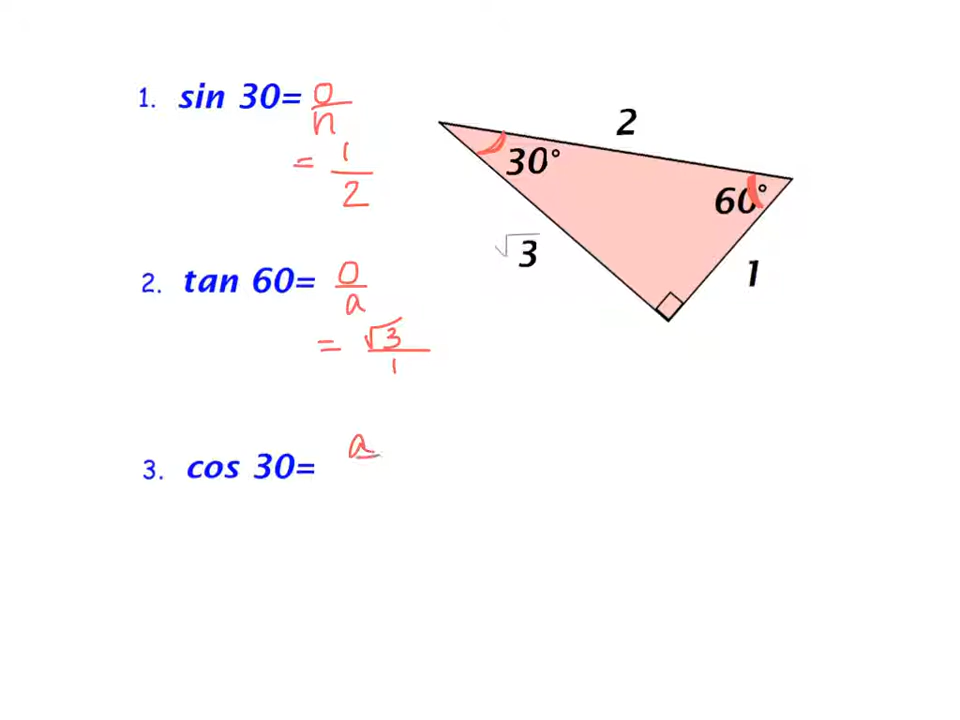 1. sin 30= o/h
= 1/2
2
30°
60°
√3
1
2. tan 60= o/a
= √3/1
3. cos 30= a